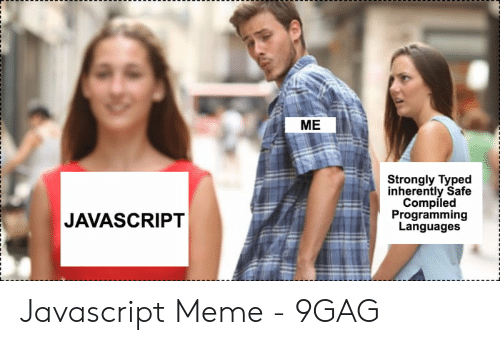 ME
JAVASCRIPT
Strongly Typed
inherently Safe
Compiled
Programming
Languages
Javascript Meme - 9GAG